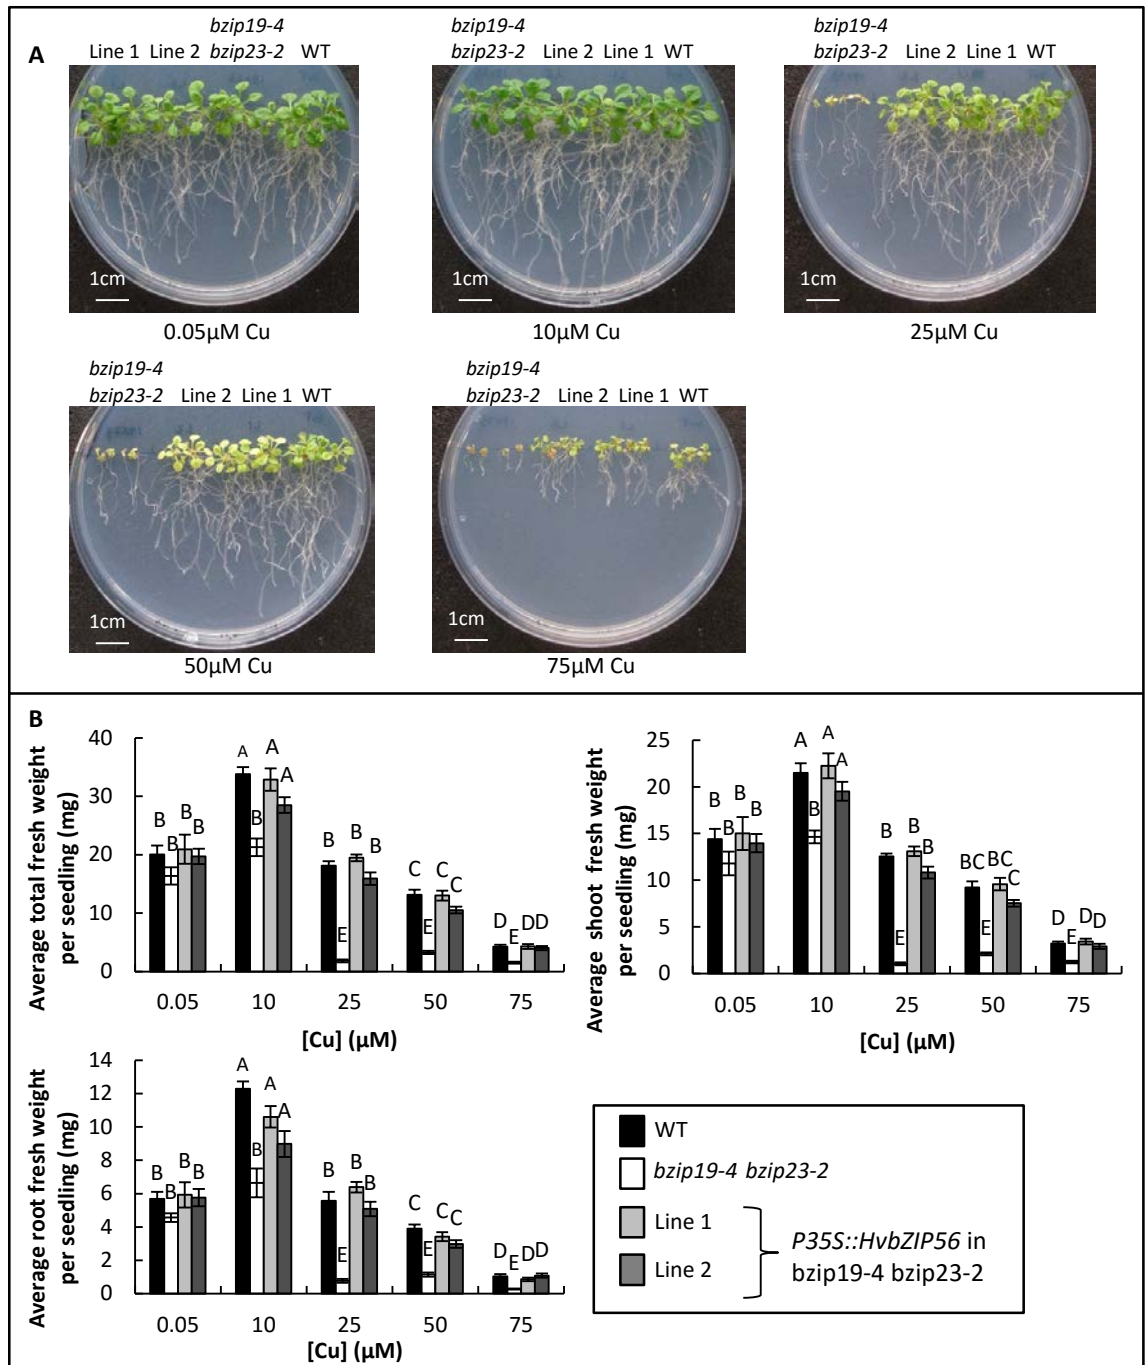 A
bzip19-4
Line 1 Line 2 bzip23-2 WT
1cm
0.05µM Cu
bzip19-4
bzip23-2 Line 2 Line 1 WT
1cm
10µM Cu
bzip19-4
bzip23-2 Line 2 Line 1 WT
1cm
25µM Cu
bzip19-4
bzip23-2 Line 2 Line 1 WT
1cm
50µM Cu
bzip19-4
bzip23-2 Line 2 Line 1 WT
1cm
75µM Cu
B
Average total fresh weight
per seedling (mg)
40
30
20
10
0
B B B B
A B A A
B E B B
C E C C
D E D D
0.05 10 25 50 75
[Cu] (µM)
Average shoot fresh weight
per seedling (mg)
25
20
15
10
5
0
B B B B
A B A A
B E B B
BC E BC C
D E D D
0.05 10 25 50 75
[Cu] (µM)
Average root fresh weight
per seedling (mg)
14
12
10
8
6
4
2
0
B B B B
A B A A
B E B B
C E C C
D E D D
0.05 10 25 50 75
[Cu] (µM)
WT
bzip19-4 bzip23-2
Line 1
Line 2
P35S::HvbZIP56 in
bzip19-4 bzip23-2